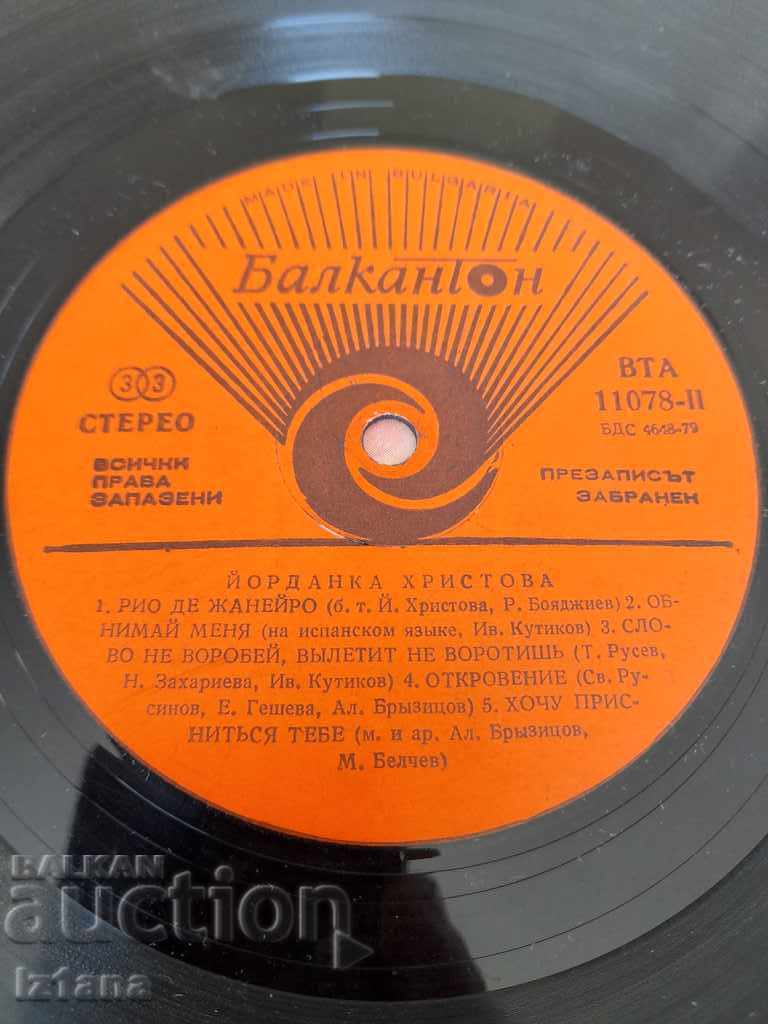 MADE IN BULGARIA
Балкантон
33
СТЕРЕО
ВСИЧКИ
ПРАВА
ЗАПАЗЕНИ
ВТА
11078-II
БДС 4648-79
ПРЕЗАПИСЪТ
ЗАБРАНЕН
ЙОРДАНКА ХРИСТОВА
1. РИО ДЕ ЖАНЕЙРО (б. т. Й. Христова, Р. Бояджиев) 2. ОБ-
НИМАЙ МЕНЯ (на испанском языке, Ив. Кутиков) 3. СЛО-
ВО НЕ ВОРОБЕЙ, ВЫЛЕТИТ НЕ ВОРОТИШЬ (Т. Русев,
Н. Захариева, Ив. Кутиков) 4. ОТКРОВЕНИЕ (Св. Ру-
синов, Е. Гешева, Ал. Брызицов) 5. ХОЧУ ПРИС-
НИТЬСЯ ТЕБЕ (м. и ар. Ал. Брызицов,
М. Белчев)
BALKAN
auction
Iz1ana